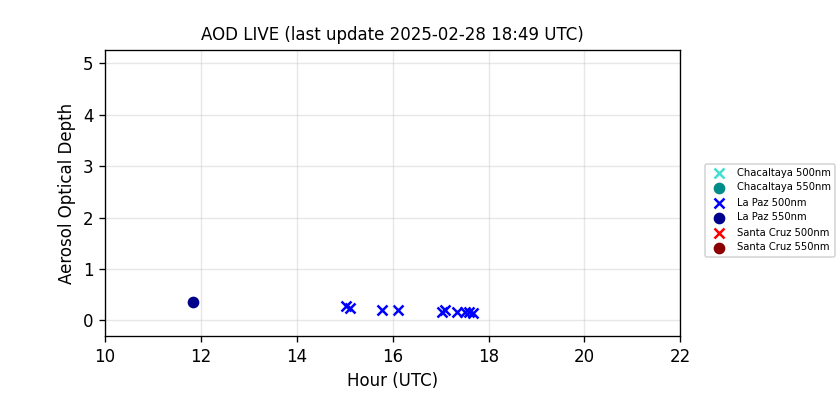 AOD LIVE (last update 2025-02-28 18:49 UTC)
Aerosol Optical Depth
5
4
3
2
1
0
10 12 14 16 18 20 22
Hour (UTC)
Chacaltaya 500nm
Chacaltaya 550nm
La Paz 500nm
La Paz 550nm
Santa Cruz 500nm
Santa Cruz 550nm